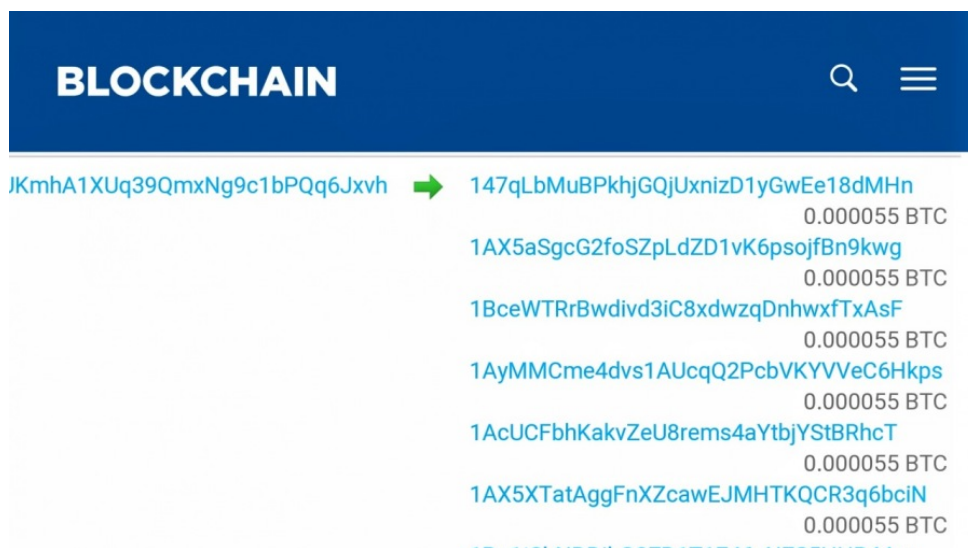 BLOCKCHAIN
JKmhA1XUq39QmxNg9c1bPQq6Jxvh 147qLbMuBPkhjGQjUxnizD1yGwEe18dMHn
0.000055 BTC
1AX5aSgcG2foSZpLdZD1vK6psojfBn9kwg
0.000055 BTC
1BceWTRrBwdivd3iC8xdwzqDnhwxfTxAsF
0.000055 BTC
1AyMMCme4dvs1AUcqQ2PcbVKYVVeC6Hkps
0.000055 BTC
1AcUCFbhKakvZeU8rems4aYtbjYStBRhcT
0.000055 BTC
1AX5XTatAggFnXZcawEJMHTKQCR3q6bciN
0.000055 BTC